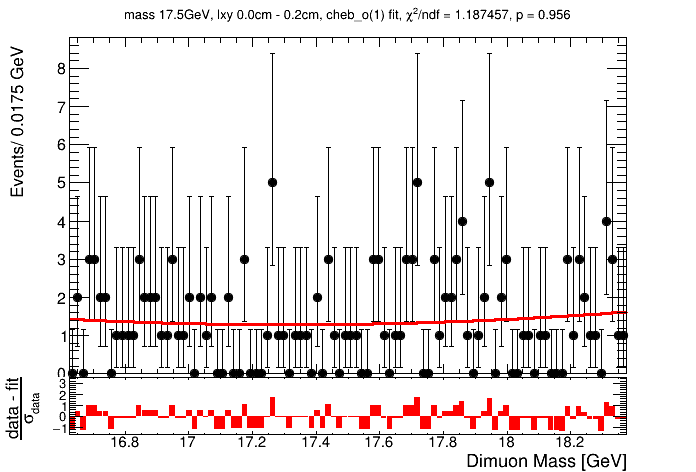 mass 17.5GeV, lxy 0.0cm - 0.2cm, cheb_o(1) fit, χ²/ndf = 1.187457, p = 0.956
Events/ 0.0175 GeV
8
7
6
5
4
3
2
1
0
data - fit
σdata
3
2
1
0
−1
16.8 17 17.2 17.4 17.6 17.8 18 18.2
Dimuon Mass [GeV]